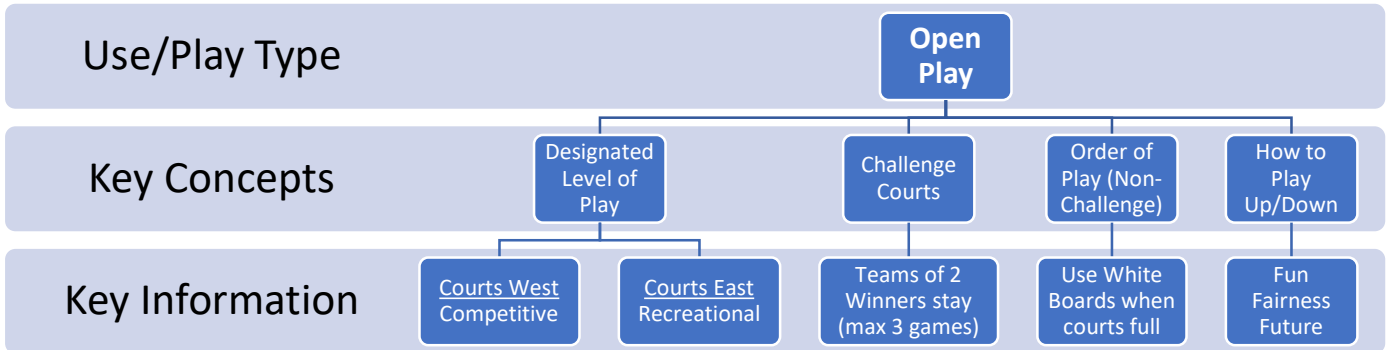 Use/Play Type
Open
Play
Key Concepts
Designated
Level of
Play
Challenge
Courts
Order of
Play (Non-
Challenge)
How to
Play
Up/Down
Key Information
Courts West
Competitive
Courts East
Recreational
Teams of 2
Winners stay
(max 3 games)
Use White
Boards when
courts full
Fun
Fairness
Future